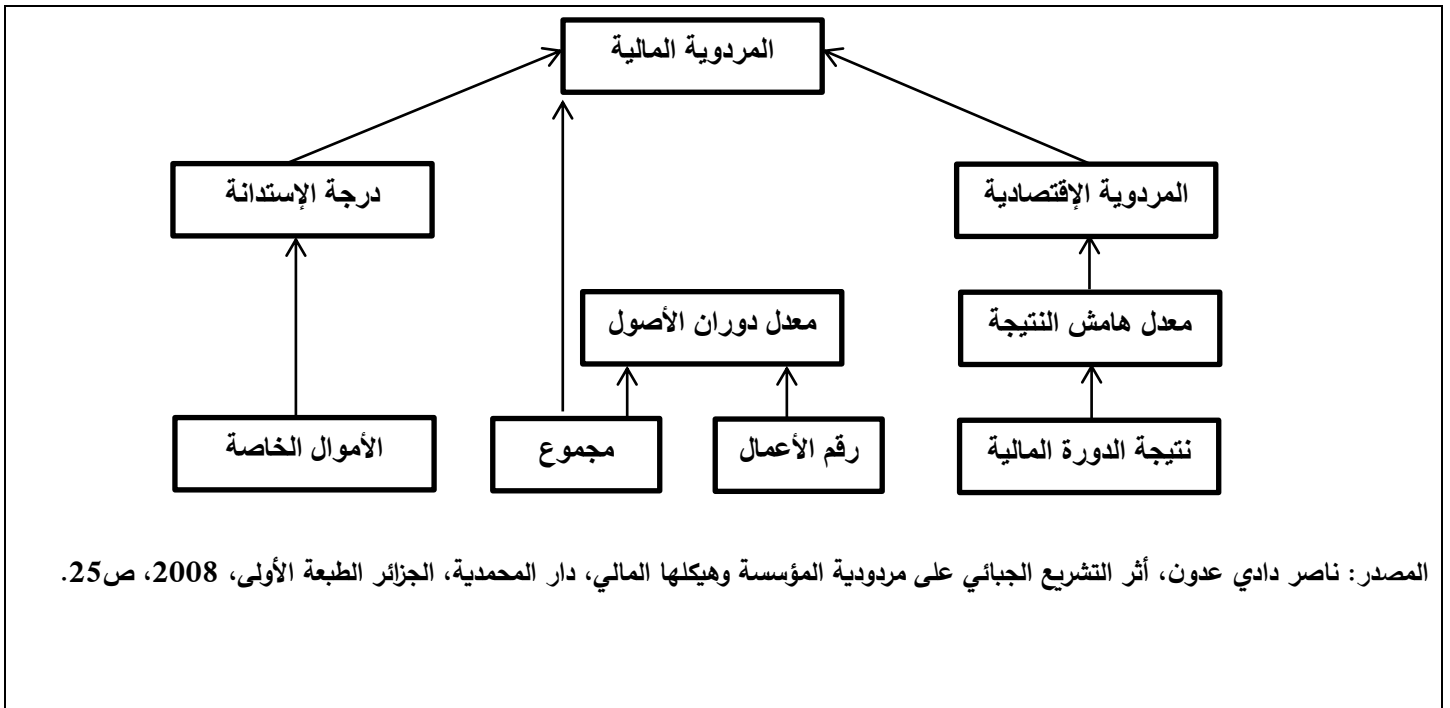 المردوية المالية
المردوية الإقتصادية
درجة الإستدانة
معدل هامش النتيجة
معدل دوران الأصول
نتيجة الدورة المالية
رقم الأعمال
مجموع
الأموال الخاصة
المصدر: ناصر دادي عدون، أثر التشريع الجبائي على مردودية المؤسسة وهيكلها المالي، دار المحمدية، الجزائر الطبعة الأولى، 2008، ص25.